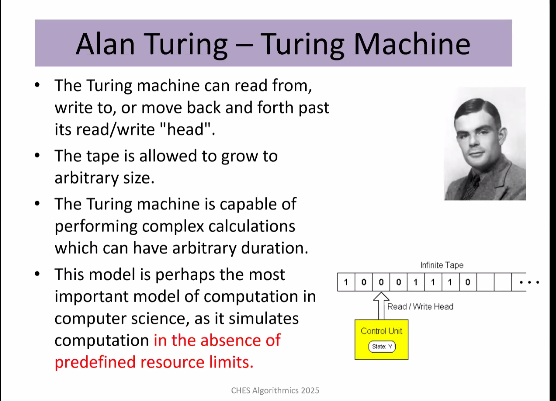 Alan Turing – Turing Machine
• The Turing machine can read from,
write to, or move back and forth past
its read/write "head".
• The tape is allowed to grow to
arbitrary size.
• The Turing machine is capable of
performing complex calculations
which can have arbitrary duration.
• This model is perhaps the most
important model of computation in
computer science, as it simulates
computation in the absence of
predefined resource limits.
Infinite Tape
1 0 0 0 1 1 1 0 • • •
Read / Write Head
Control Unit
State: Y
CHES Algorithmics 2025